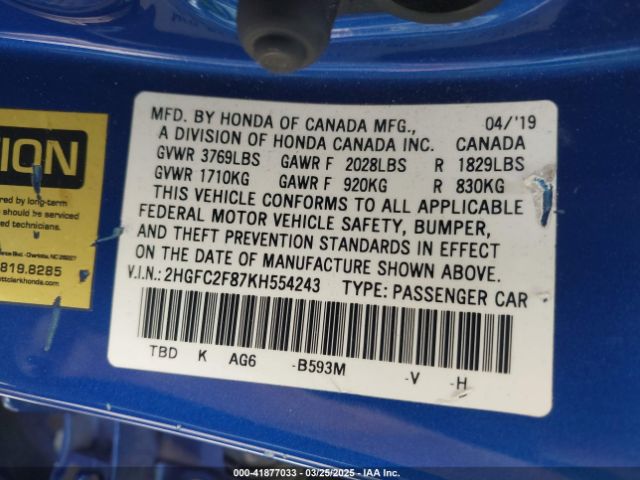 MFD. BY HONDA OF CANADA MFG., 04/'19
A DIVISION OF HONDA CANADA INC. CANADA
GVWR 3769LBS GAWR F 2028LBS R 1829LBS
GVWR 1710KG GAWR F 920KG R 830KG
THIS VEHICLE CONFORMS TO ALL APPLICABLE
FEDERAL MOTOR VEHICLE SAFETY, BUMPER,
AND THEFT PREVENTION STANDARDS IN EFFECT
ON THE DATE OF MANUFACTURE SHOWN ABOVE.
V.I.N.: 2HGFC2F87KH554243 TYPE: PASSENGER CAR
TBD K AG6 -B593M -V -H
ION
by long-term
should be serviced
technicians.
819.8285
000-41877033 — 03/25/2025 — IAA Inc.